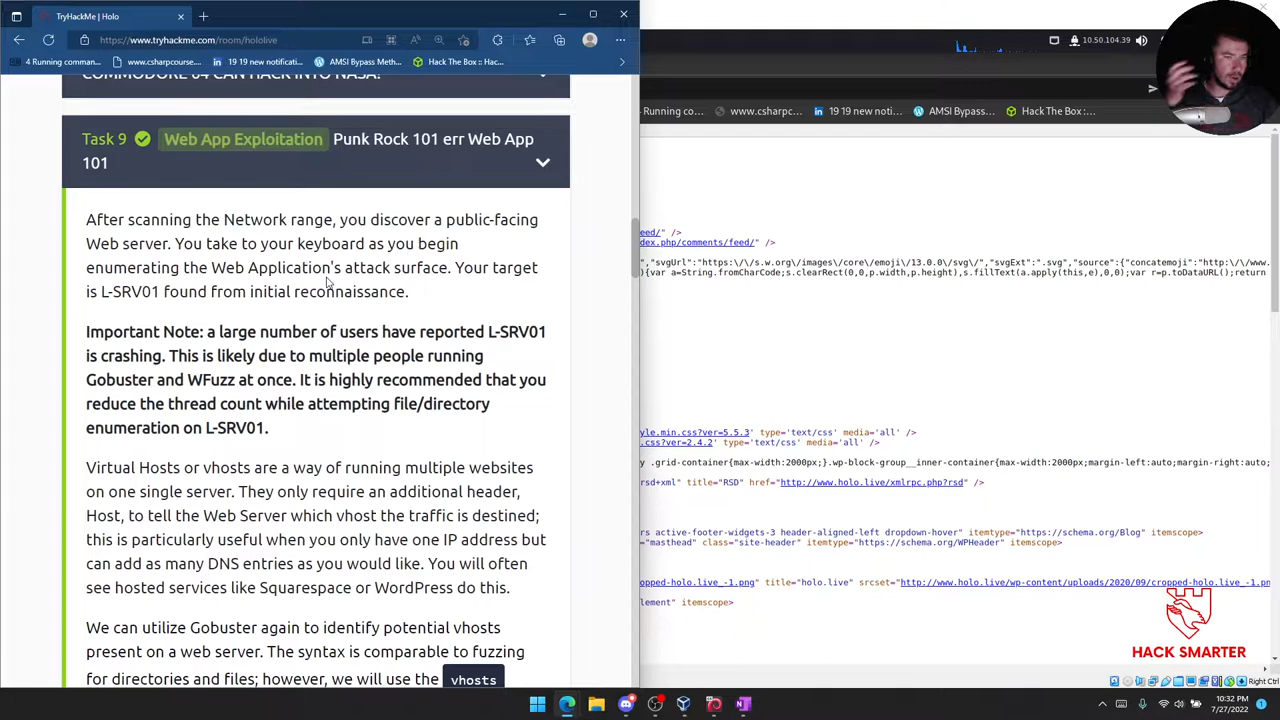 TryHackMe | Holo
https://www.tryhackme.com/room/hololive
4 Running comman...
www.csharpcourse....
19 19 new notificati...
AMSI Bypass Met...
Hack The Box :: Hac...
COMMODORE 64 CAN HACK INTO NASA!
Task 9 Web App Exploitation Punk Rock 101 err Web App
101
After scanning the Network range, you discover a public-facing
Web server. You take to your keyboard as you begin
enumerating the Web Application's attack surface. Your target
is L-SRV01 found from initial reconnaissance.
Important Note: a large number of users have reported L-SRV01
is crashing. This is likely due to multiple people running
Gobuster and WFuzz at once. It is highly recommended that you
reduce the thread count while attempting file/directory
enumeration on L-SRV01.
Virtual Hosts or vhosts are a way of running multiple websites
on one single server. They only require an additional header,
Host, to tell the Web Server which vhost the traffic is destined;
this is particularly useful when you only have one IP address but
can add as many DNS entries as you would like. You will often
see hosted services like Squarespace or WordPress do this.
We can utilize Gobuster again to identify potential vhosts
present on a web server. The syntax is comparable to fuzzing
for directories and files; however, we will use the vhosts
10.50.104.39
Running co...
www.csharpc...
19 19 new noti...
AMSI Bypass...
Hack The Box :...
eed/" />
dex.php/comments/feed/" />
","svgUrl":"https:\/\/s.w.org\/images\/core\/emoji\/13.0.0\/svg\/","svgExt":".svg","source":{"concatemoji":"http:\/\/www.
){var a=String.fromCharCode;s.clearRect(0,0,p.width,p.height),s.fillText(a.apply(this,e),0,0);var r=p.toDataURL();return
yle.min.css?ver=5.5.3' type='text/css' media='all' />
.css?ver=2.4.2' type='text/css' media='all' />
y .grid-container{max-width:2000px;}.wp-block-group__inner-container{max-width:2000px;margin-left:auto;margin-right:auto;
rsd+xml" title="RSD" href="http://www.holo.live/xmlrpc.php?rsd" />
rs active-footer-widgets-3 header-aligned-left dropdown-hover" itemtype="https://schema.org/Blog" itemscope>
="masthead" class="site-header" itemtype="https://schema.org/WPHeader" itemscope>
opped-holo.live_-1.png" title="holo.live" srcset="http://www.holo.live/wp-content/uploads/2020/09/cropped-holo.live_-1.pn
lement" itemscope>
HACK SMARTER
Right Ctrl
10:32 PM
7/27/2022